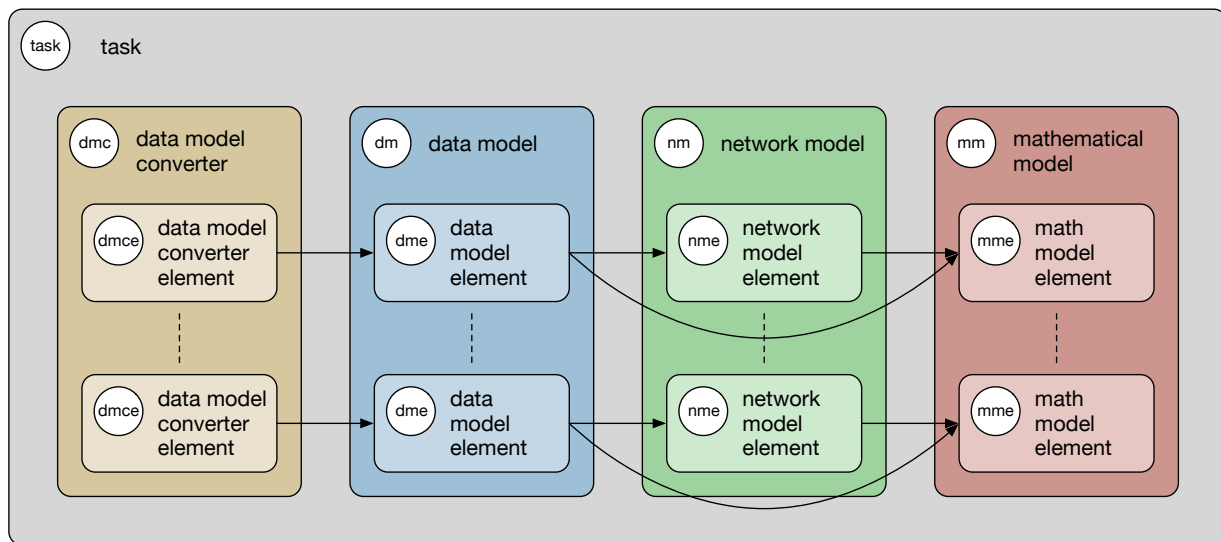 task
task
dmc
data model
converter
dm
data model
nm
network model
mm
mathematical
model
dmce
data model
converter
element
dme
data
model
element
nme
network
model
element
mme
math
model
element
dmce
data model
converter
element
dme
data
model
element
nme
network
model
element
mme
math
model
element